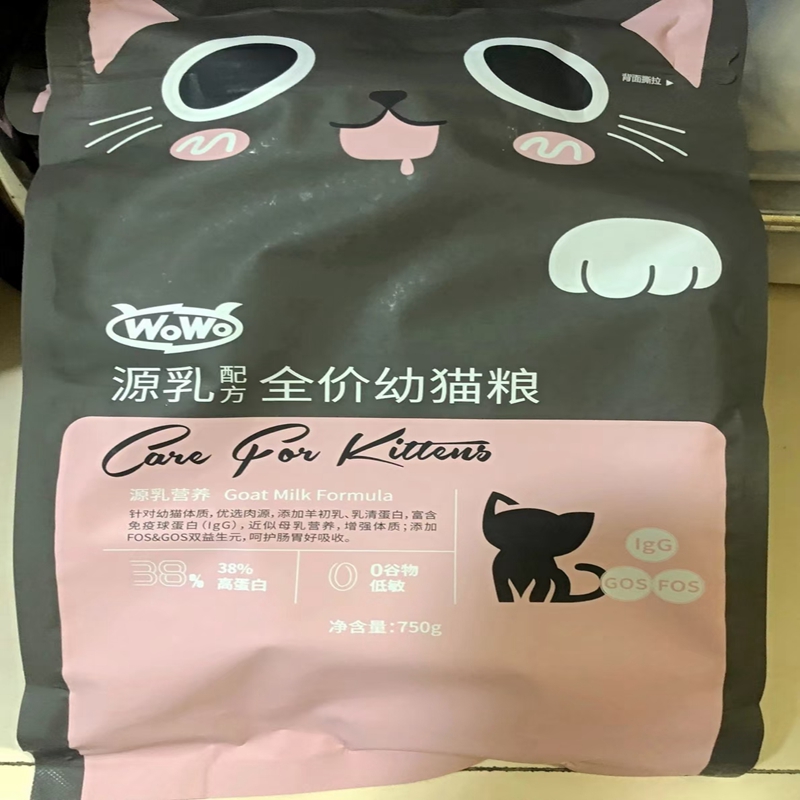 背面撕拉
WoWo
源乳配方 全价幼猫粮
Care For Kittens
源乳营养 Goat Milk Formula
针对幼猫体质，优选肉源，添加羊初乳、乳清蛋白，富含
免疫球蛋白（IgG），近似母乳营养，增强体质；添加
FOS&GOS双益生元，呵护肠胃好吸收。
38% 38%
高蛋白
0 0谷物
低敏
IgG
GOS FOS
净含量：750g